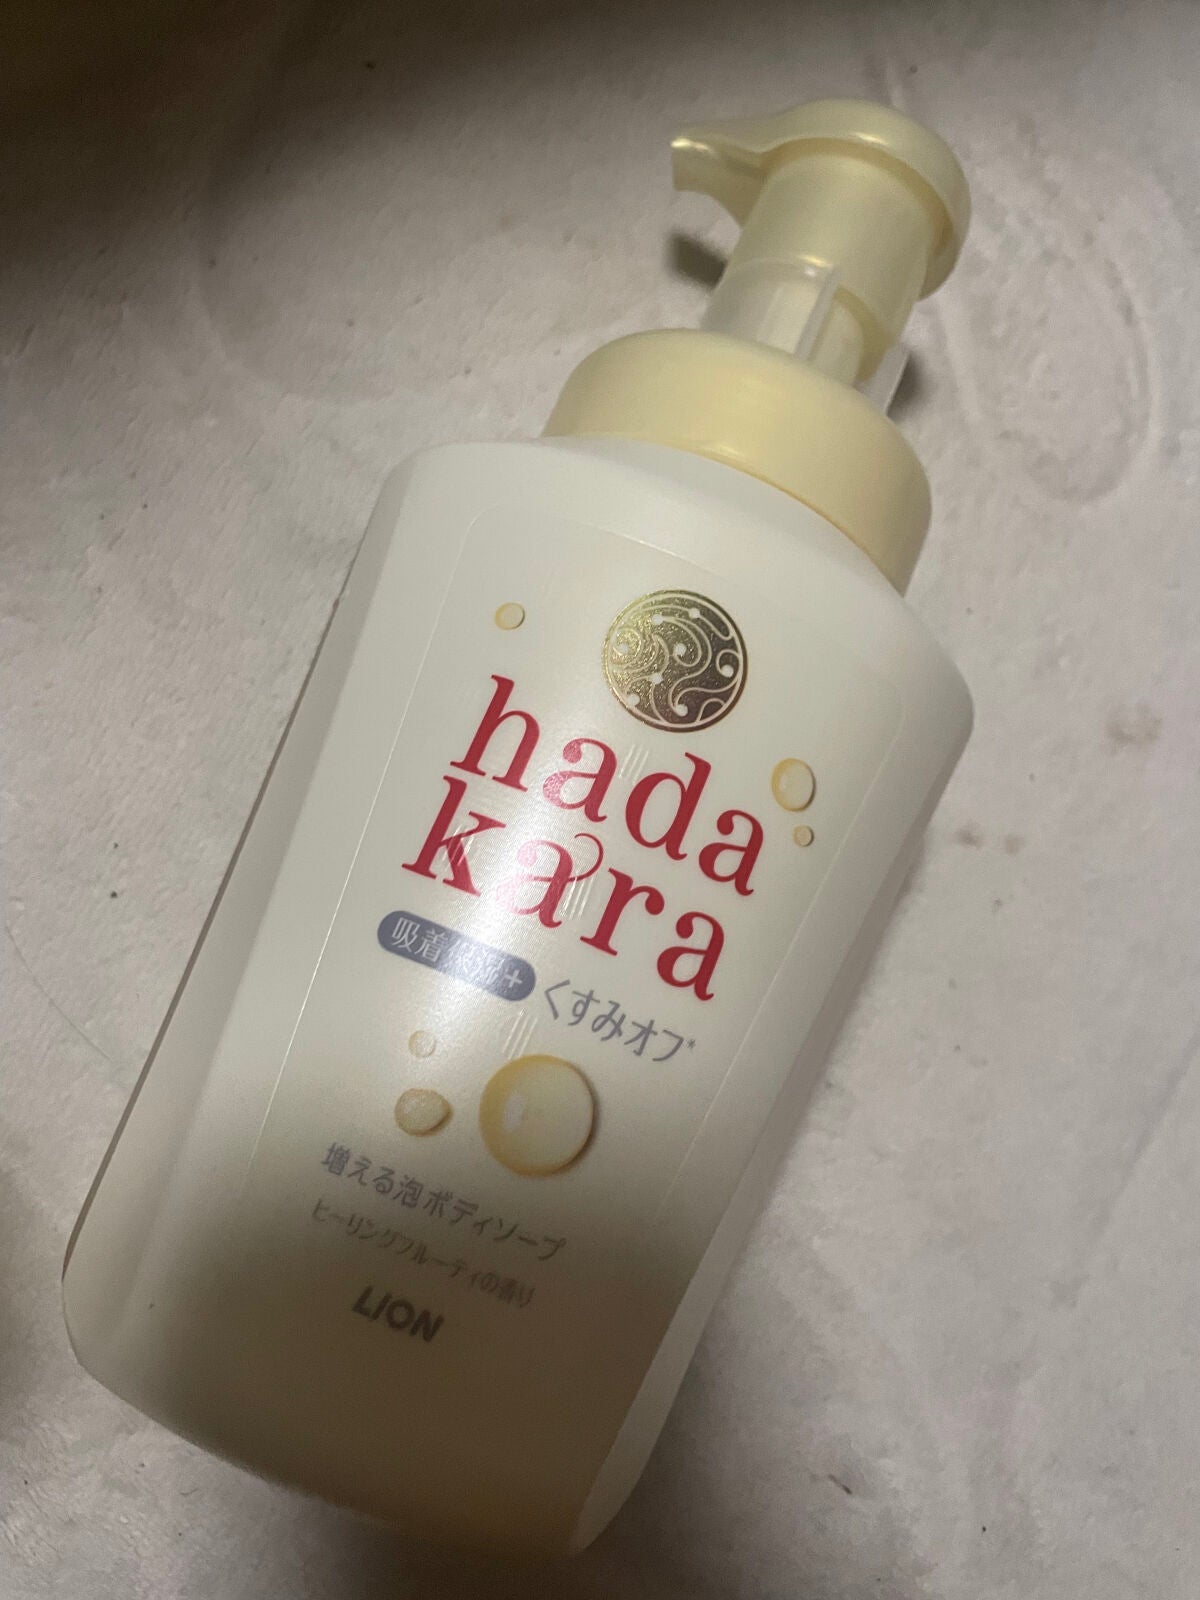 hada
kara
吸着保湿+ くすみオフ*
増える泡ボディソープ
ヒーリングフルーティの香り
LION